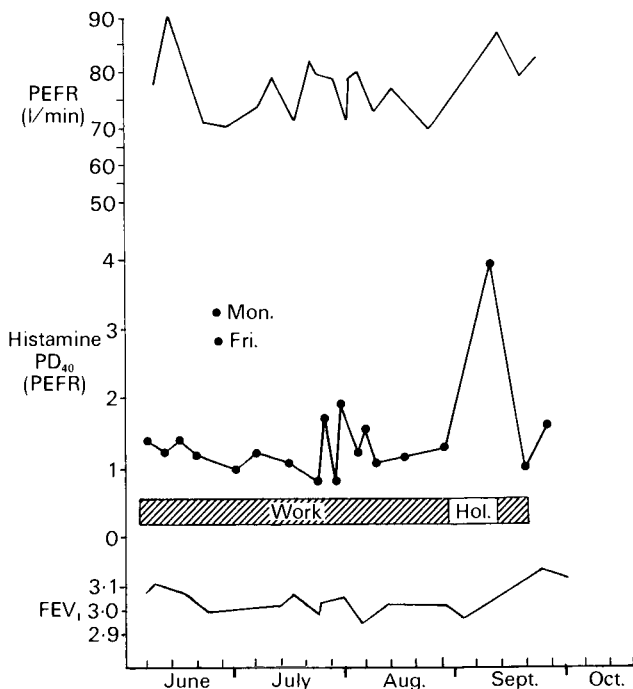 90
80
PEFR
(l/min)
70
60
50
4
● Mon.
3
● Fri.
Histamine
PD₄₀
(PEFR)
2
1
Work
Hol.
0
3·1
FEV₁
3·0
2·9
June
July
Aug.
Sept.
Oct.